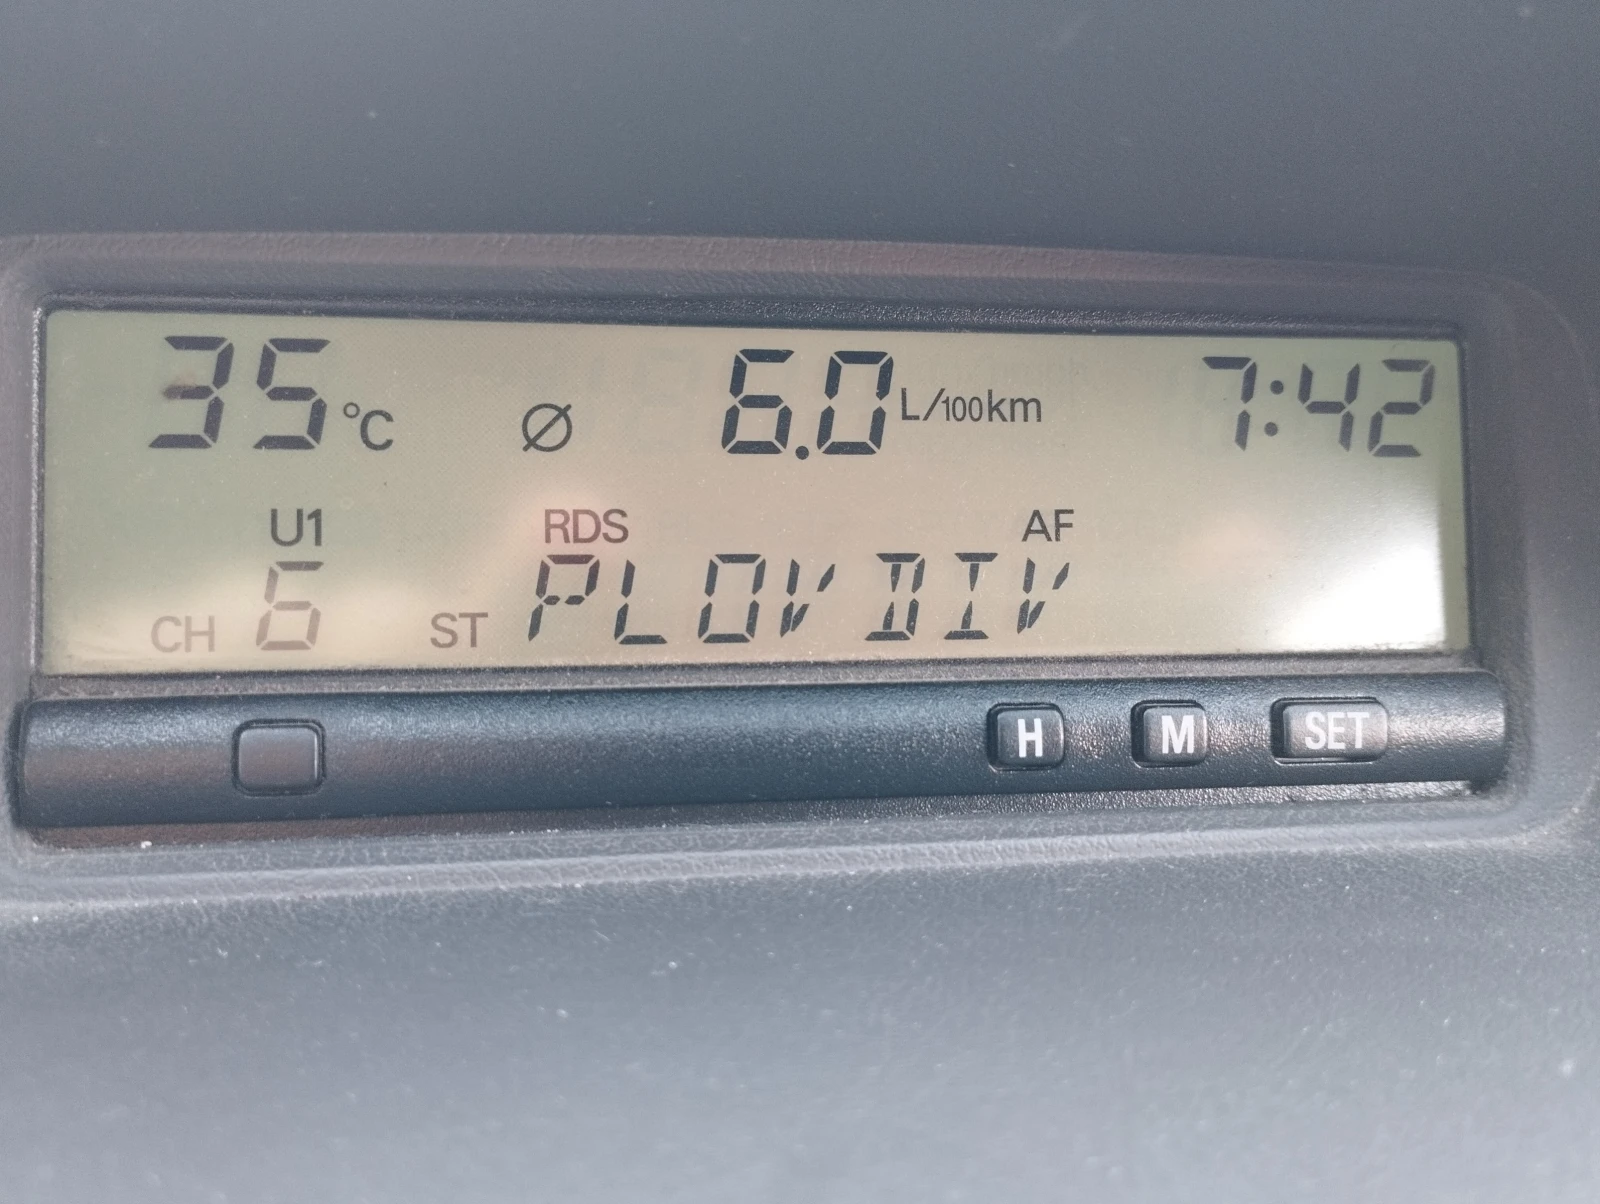 35 °C Ø 6.0 L/100km 7:42
U1 RDS AF
CH 6 ST PLOVDIV
H M SET